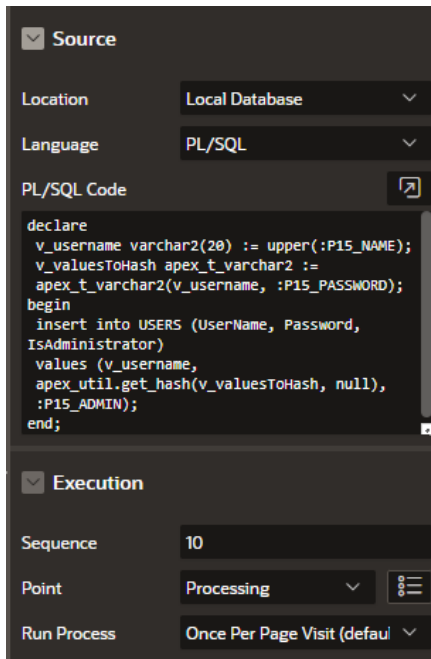 Source
Location Local Database
Language PL/SQL
PL/SQL Code
declare
v_username varchar2(20) := upper(:P15_NAME);
v_valuesToHash apex_t_varchar2 :=
apex_t_varchar2(v_username, :P15_PASSWORD);
begin
insert into USERS (UserName, Password,
IsAdministrator)
values (v_username,
apex_util.get_hash(v_valuesToHash, null),
:P15_ADMIN);
end;
Execution
Sequence 10
Point Processing
Run Process Once Per Page Visit (defaul